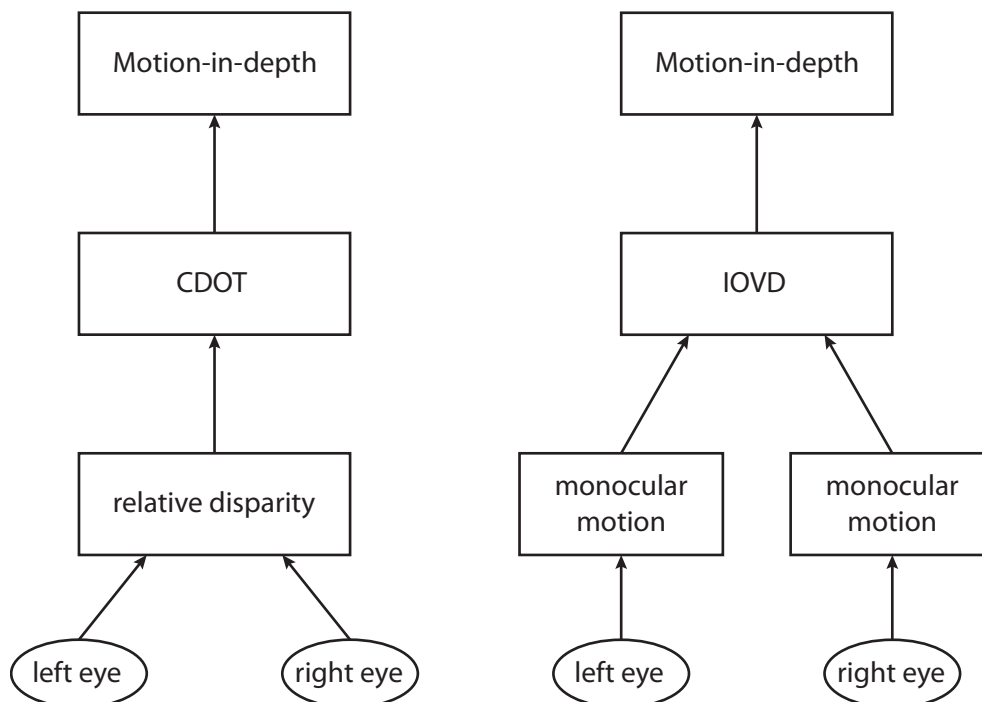 Motion-in-depth
Motion-in-depth
CDOT
IOVD
relative disparity
monocular
motion
monocular
motion
left eye
right eye
left eye
right eye